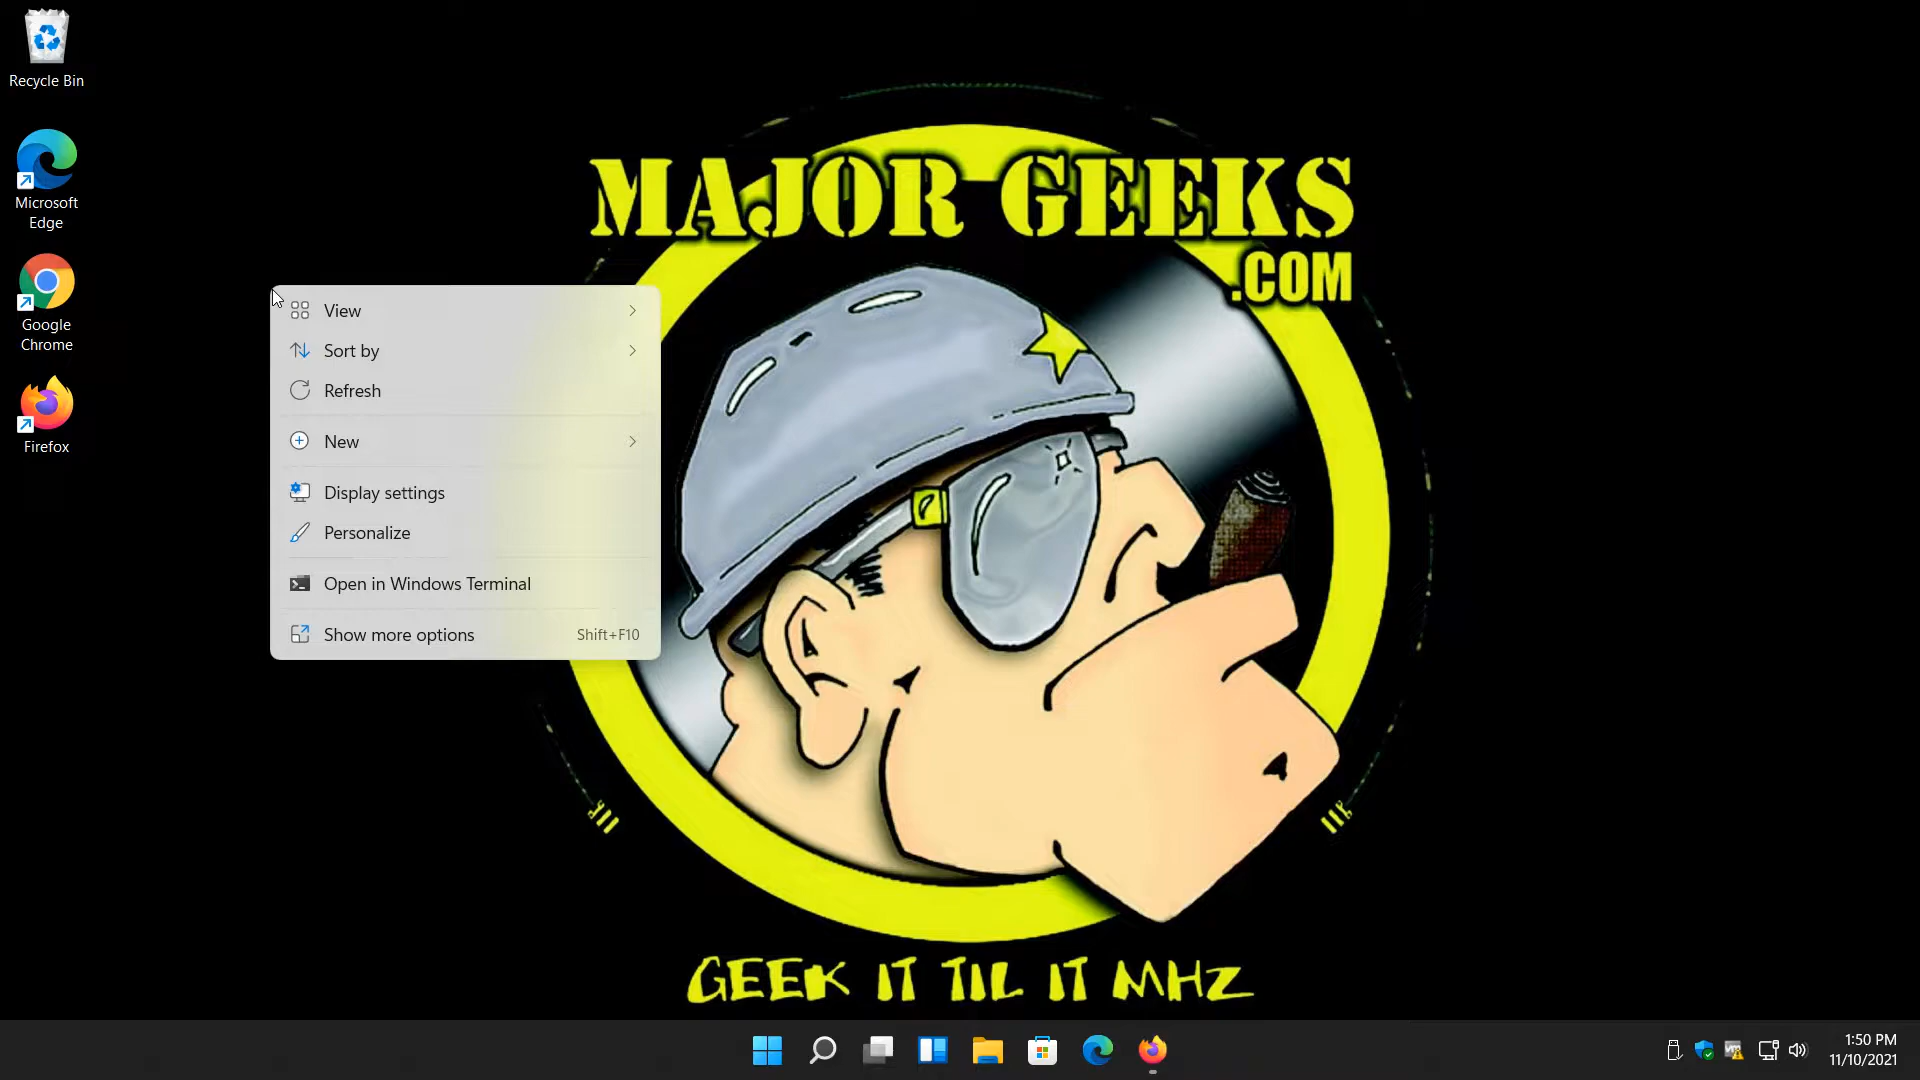 Recycle Bin
Microsoft
Edge
Google
Chrome
Firefox
MAJOR GEEKS
.COM
View
Sort by
Refresh
New
Display settings
Personalize
Open in Windows Terminal
Show more options Shift+F10
GEEK IT TIL IT MHZ
1:50 PM
11/10/2021